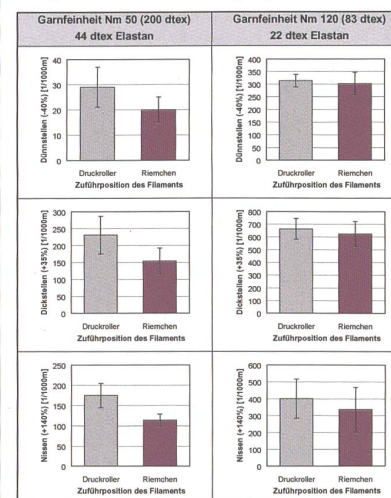 Garnfeinheit Nm 50 (200 dtex)
44 dtex Elastan
Garnfeinheit Nm 120 (83 dtex)
22 dtex Elastan
Dünnstellen (-40%) [1/1000m]
40
30
20
10
0
Druckroller Riemchen
Zuführposition des Filaments
Dünnstellen (-40%) [1/1000m]
400
350
300
250
200
150
100
50
0
Druckroller Riemchen
Zuführposition des Filaments
Dickstellen (+35%) [1/1000m]
300
250
200
150
100
50
0
Druckroller Riemchen
Zuführposition des Filaments
Dickstellen (+35%) [1/1000m]
800
700
600
500
400
300
200
100
0
Druckroller Riemchen
Zuführposition des Filaments
Nissen (+140%) [1/1000m]
250
200
150
100
50
0
Druckroller Riemchen
Zuführposition des Filaments
Nissen (+140%) [1/1000m]
600
500
400
300
200
100
0
Druckroller Riemchen
Zuführposition des Filaments